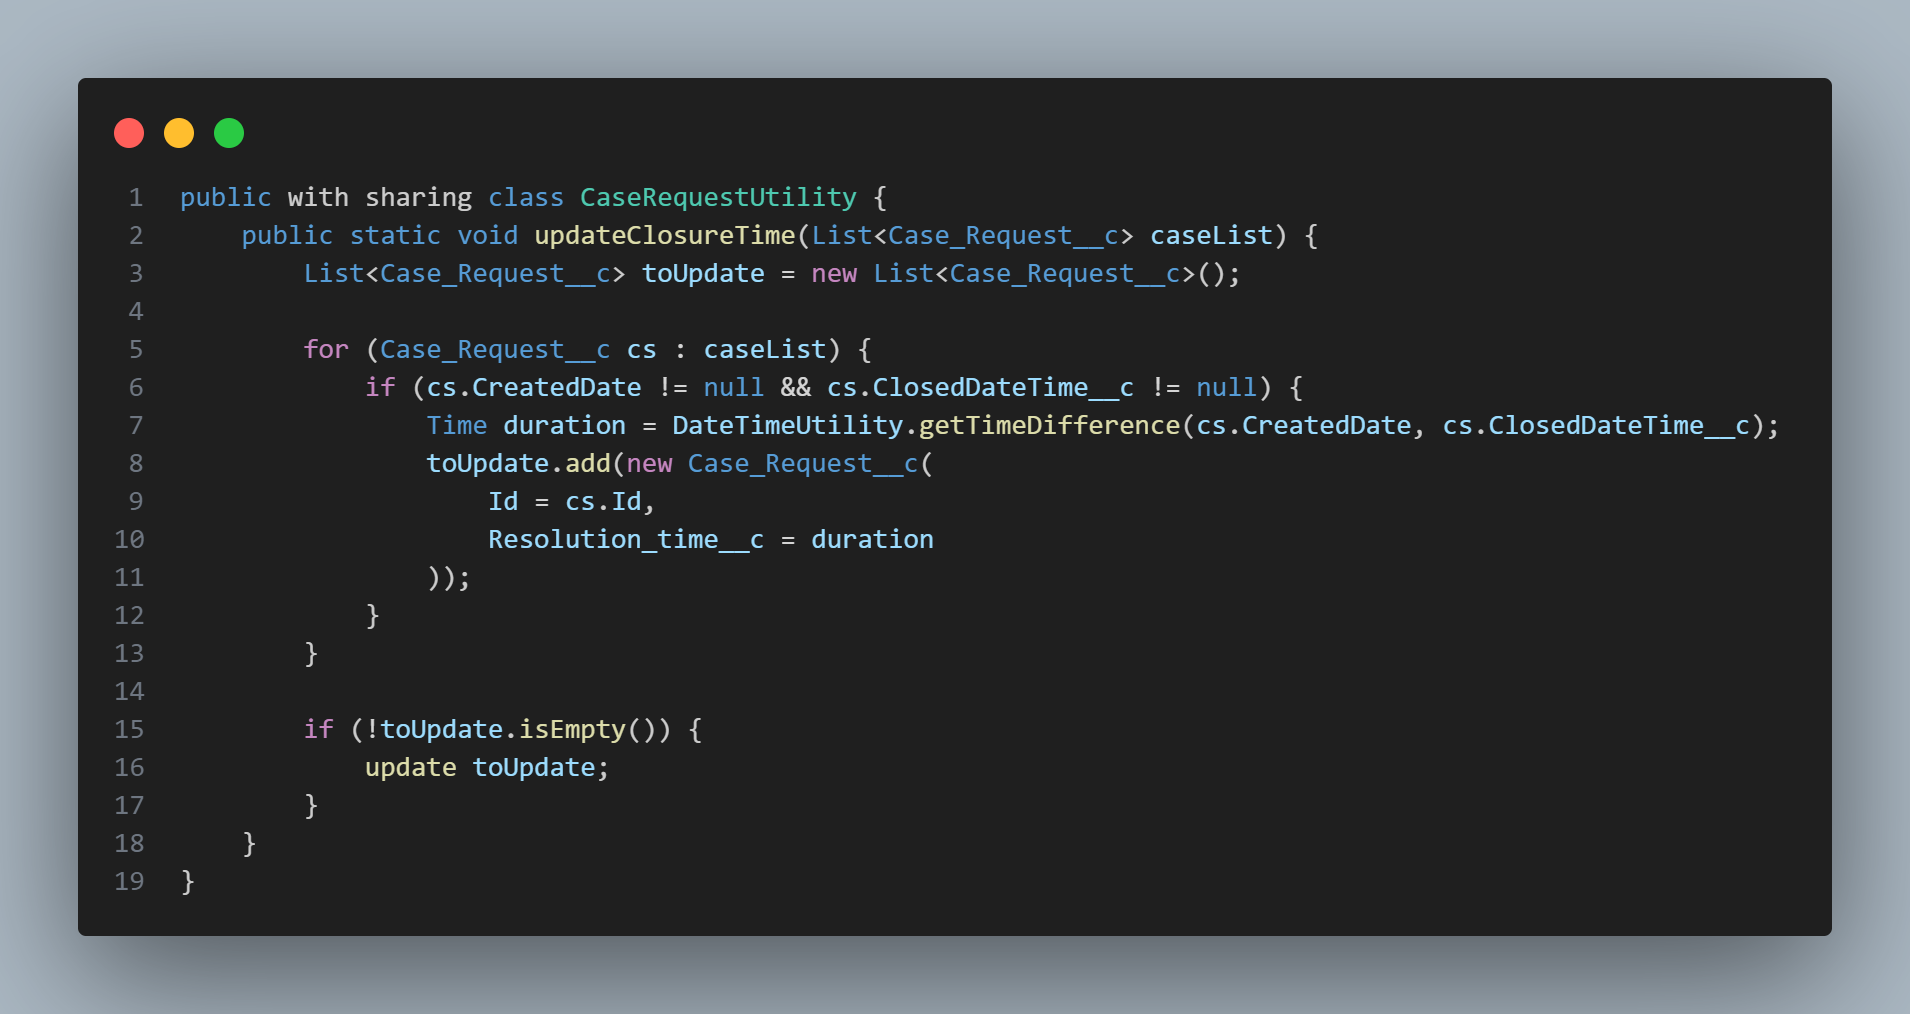 1 public with sharing class CaseRequestUtility {
2     public static void updateClosureTime(List<Case_Request__c> caseList) {
3         List<Case_Request__c> toUpdate = new List<Case_Request__c>();
4
5         for (Case_Request__c cs : caseList) {
6             if (cs.CreatedDate != null && cs.ClosedDateTime__c != null) {
7                 Time duration = DateTimeUtility.getTimeDifference(cs.CreatedDate, cs.ClosedDateTime__c);
8                 toUpdate.add(new Case_Request__c(
9                     Id = cs.Id,
10                     Resolution_time__c = duration
11                 ));
12             }
13         }
14
15         if (!toUpdate.isEmpty()) {
16             update toUpdate;
17         }
18     }
19 }